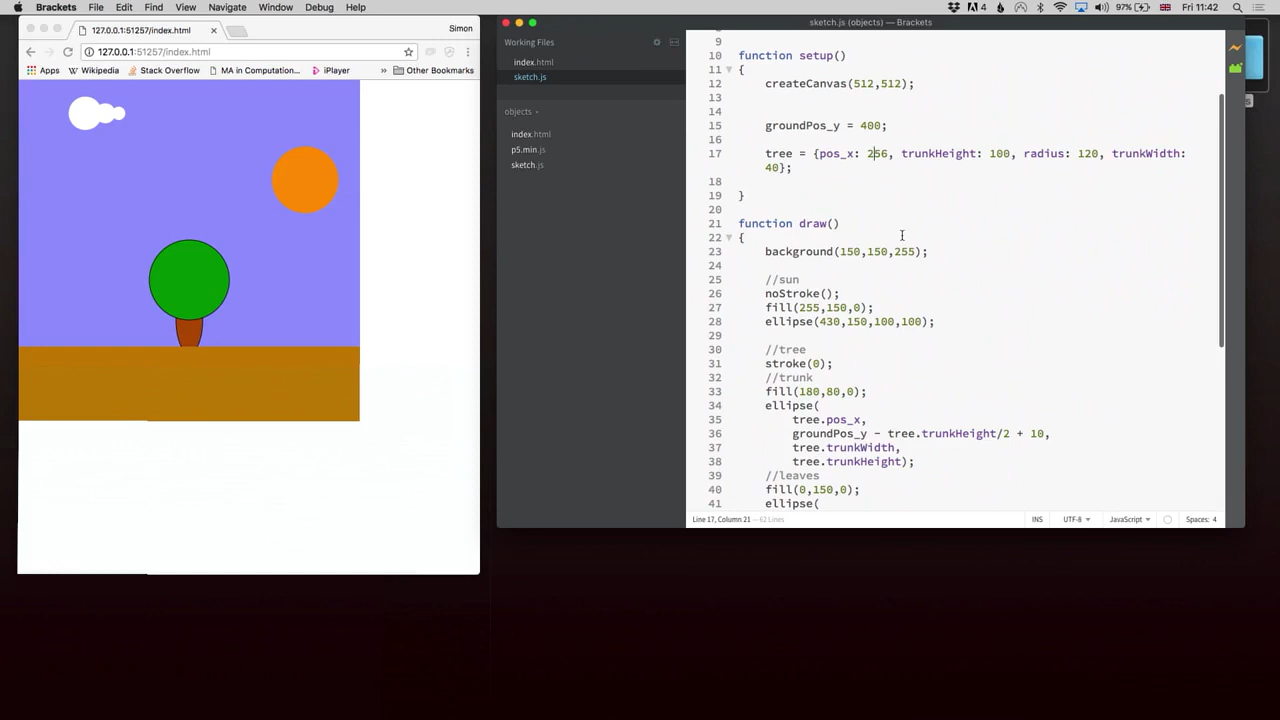 Brackets File Edit Find View Navigate Window Debug Help 4 97% Fri 11:42
127.0.0.1:51257/index.html Simon
127.0.0.1:51257/index.html
Apps Wikipedia Stack Overflow MA in Computation... iPlayer » Other Bookmarks
sketch.js (objects) — Brackets
Working Files
index.html
sketch.js
objects
index.html
p5.min.js
sketch.js
9
10 function setup()
11 {
12 createCanvas(512,512);
13
14
15 groundPos_y = 400;
16
17 tree = {pos_x: 256, trunkHeight: 100, radius: 120, trunkWidth:
40};
18
19 }
20
21 function draw()
22 {
23 background(150,150,255);
24
25 //sun
26 noStroke();
27 fill(255,150,0);
28 ellipse(430,150,100,100);
29
30 //tree
31 stroke(0);
32 //trunk
33 fill(180,80,0);
34 ellipse(
35 tree.pos_x,
36 groundPos_y - tree.trunkHeight/2 + 10,
37 tree.trunkWidth,
38 tree.trunkHeight);
39 //leaves
40 fill(0,150,0);
41 ellipse(
Line 17, Column 21 — 62 Lines INS UTF-8 JavaScript Spaces: 4